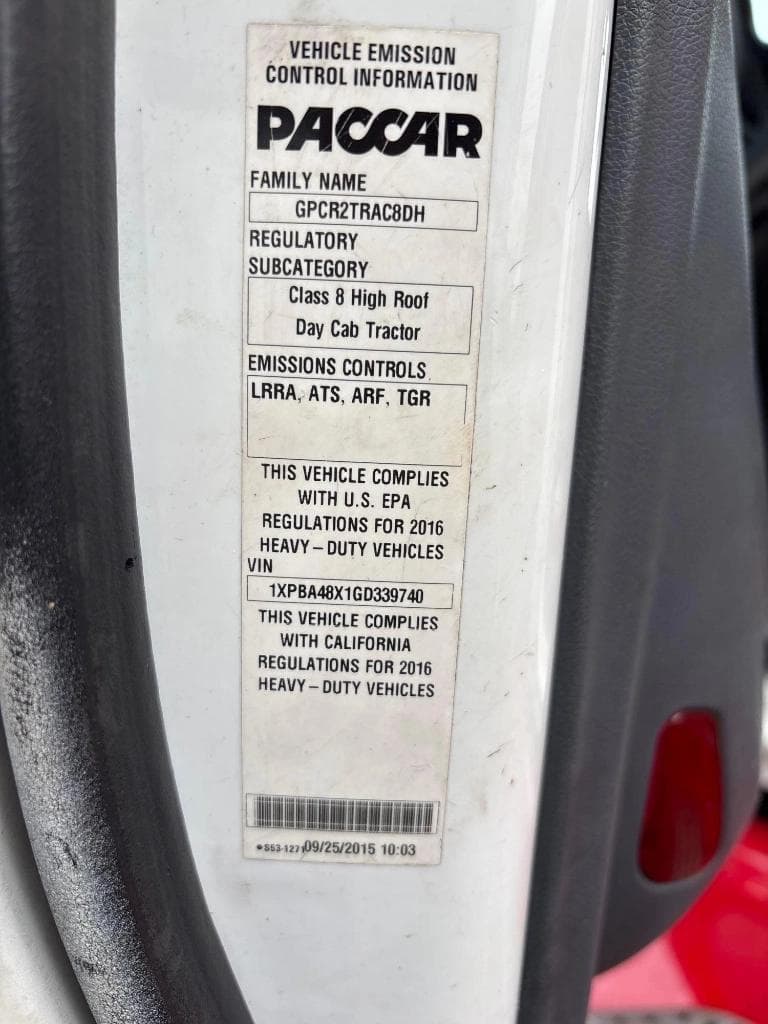 VEHICLE EMISSION
CONTROL INFORMATION
PACCAR
FAMILY NAME
GPCR2TRAC8DH
REGULATORY
SUBCATEGORY
Class 8 High Roof
Day Cab Tractor
EMISSIONS CONTROLS
LRRA, ATS, ARF, TGR
THIS VEHICLE COMPLIES
WITH U.S. EPA
REGULATIONS FOR 2016
HEAVY – DUTY VEHICLES
VIN
1XPBA48X1GD339740
THIS VEHICLE COMPLIES
WITH CALIFORNIA
REGULATIONS FOR 2016
HEAVY – DUTY VEHICLES
S53-1271 09/25/2015 10:03